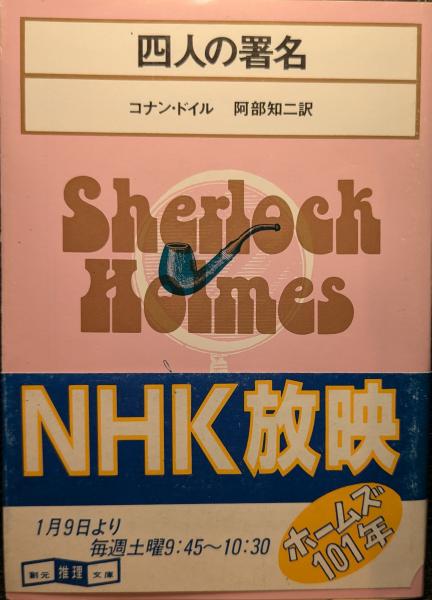 四人の署名
コナン・ドイル 阿部知二訳
Sherlock
Holmes
NHK放映
1月9日より
毎週土曜9:45〜10:30
ホームズ
101年
創元 推理 文庫